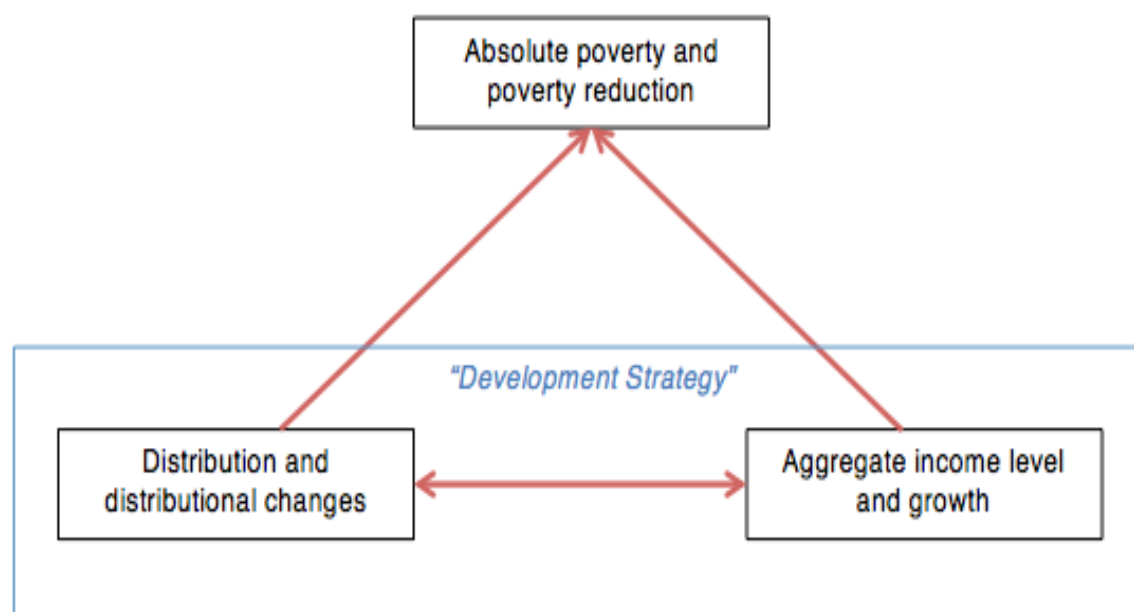 Absolute poverty and
poverty reduction
“Development Strategy”
Distribution and
distributional changes
Aggregate income level
and growth